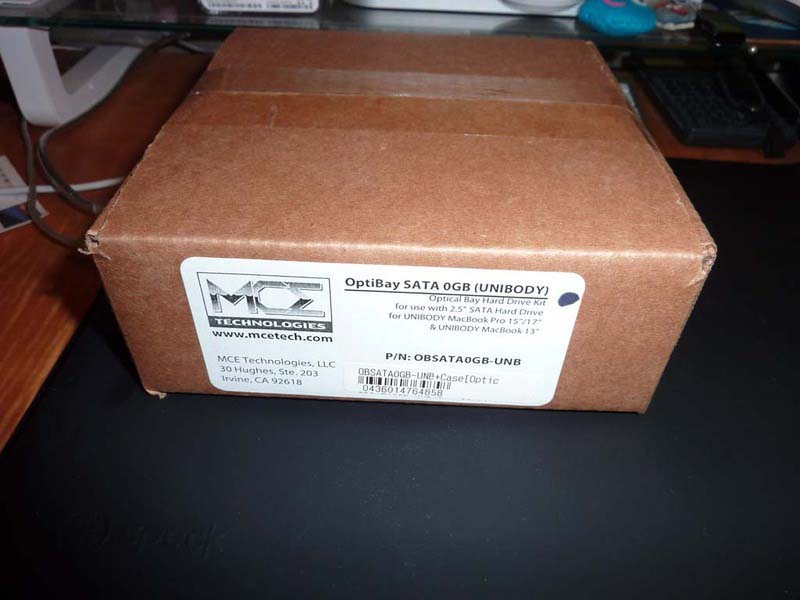 MCE
TECHNOLOGIES
www.mcetech.com
MCE Technologies, LLC
30 Hughes, Ste. 203
Irvine, CA 92618
OptiBay SATA 0GB (UNIBODY)
Optical Bay Hard Drive Kit
for use with 2.5" SATA Hard Drive
for UNIBODY MacBook Pro 15"/17"
& UNIBODY MacBook 13"
P/N: OBSATA0GB-UNB
OBSATA0GB-UNB+Case[Optic
0436014764858